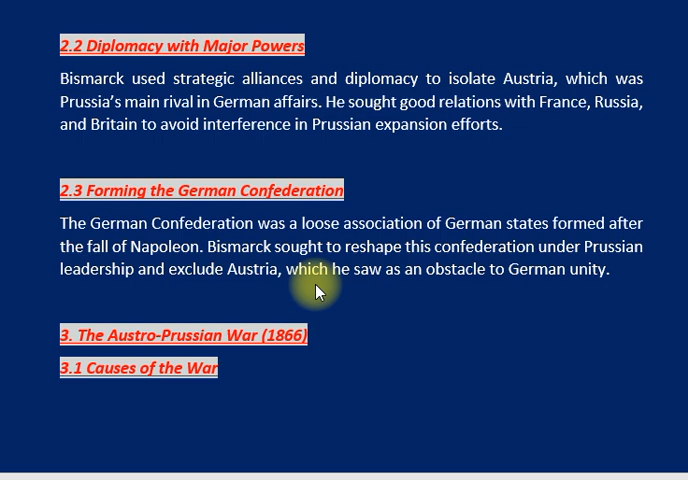 2.2 Diplomacy with Major Powers
Bismarck used strategic alliances and diplomacy to isolate Austria, which was
Prussia's main rival in German affairs. He sought good relations with France, Russia,
and Britain to avoid interference in Prussian expansion efforts.
2.3 Forming the German Confederation
The German Confederation was a loose association of German states formed after
the fall of Napoleon. Bismarck sought to reshape this confederation under Prussian
leadership and exclude Austria, which he saw as an obstacle to German unity.
3. The Austro-Prussian War (1866)
3.1 Causes of the War